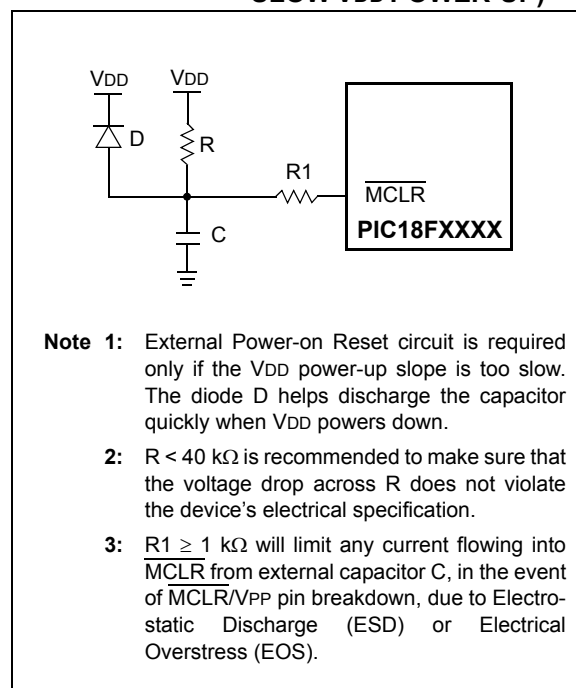 VDD VDD
D
R
R1
MCLR
C
PIC18FXXXX
Note 1: External Power-on Reset circuit is required
only if the VDD power-up slope is too slow.
The diode D helps discharge the capacitor
quickly when VDD powers down.
2: R < 40 kΩ is recommended to make sure that
the voltage drop across R does not violate
the device's electrical specification.
3: R1 ≥ 1 kΩ will limit any current flowing into
MCLR from external capacitor C, in the event
of MCLR/VPP pin breakdown, due to Electro-
static Discharge (ESD) or Electrical
Overstress (EOS).